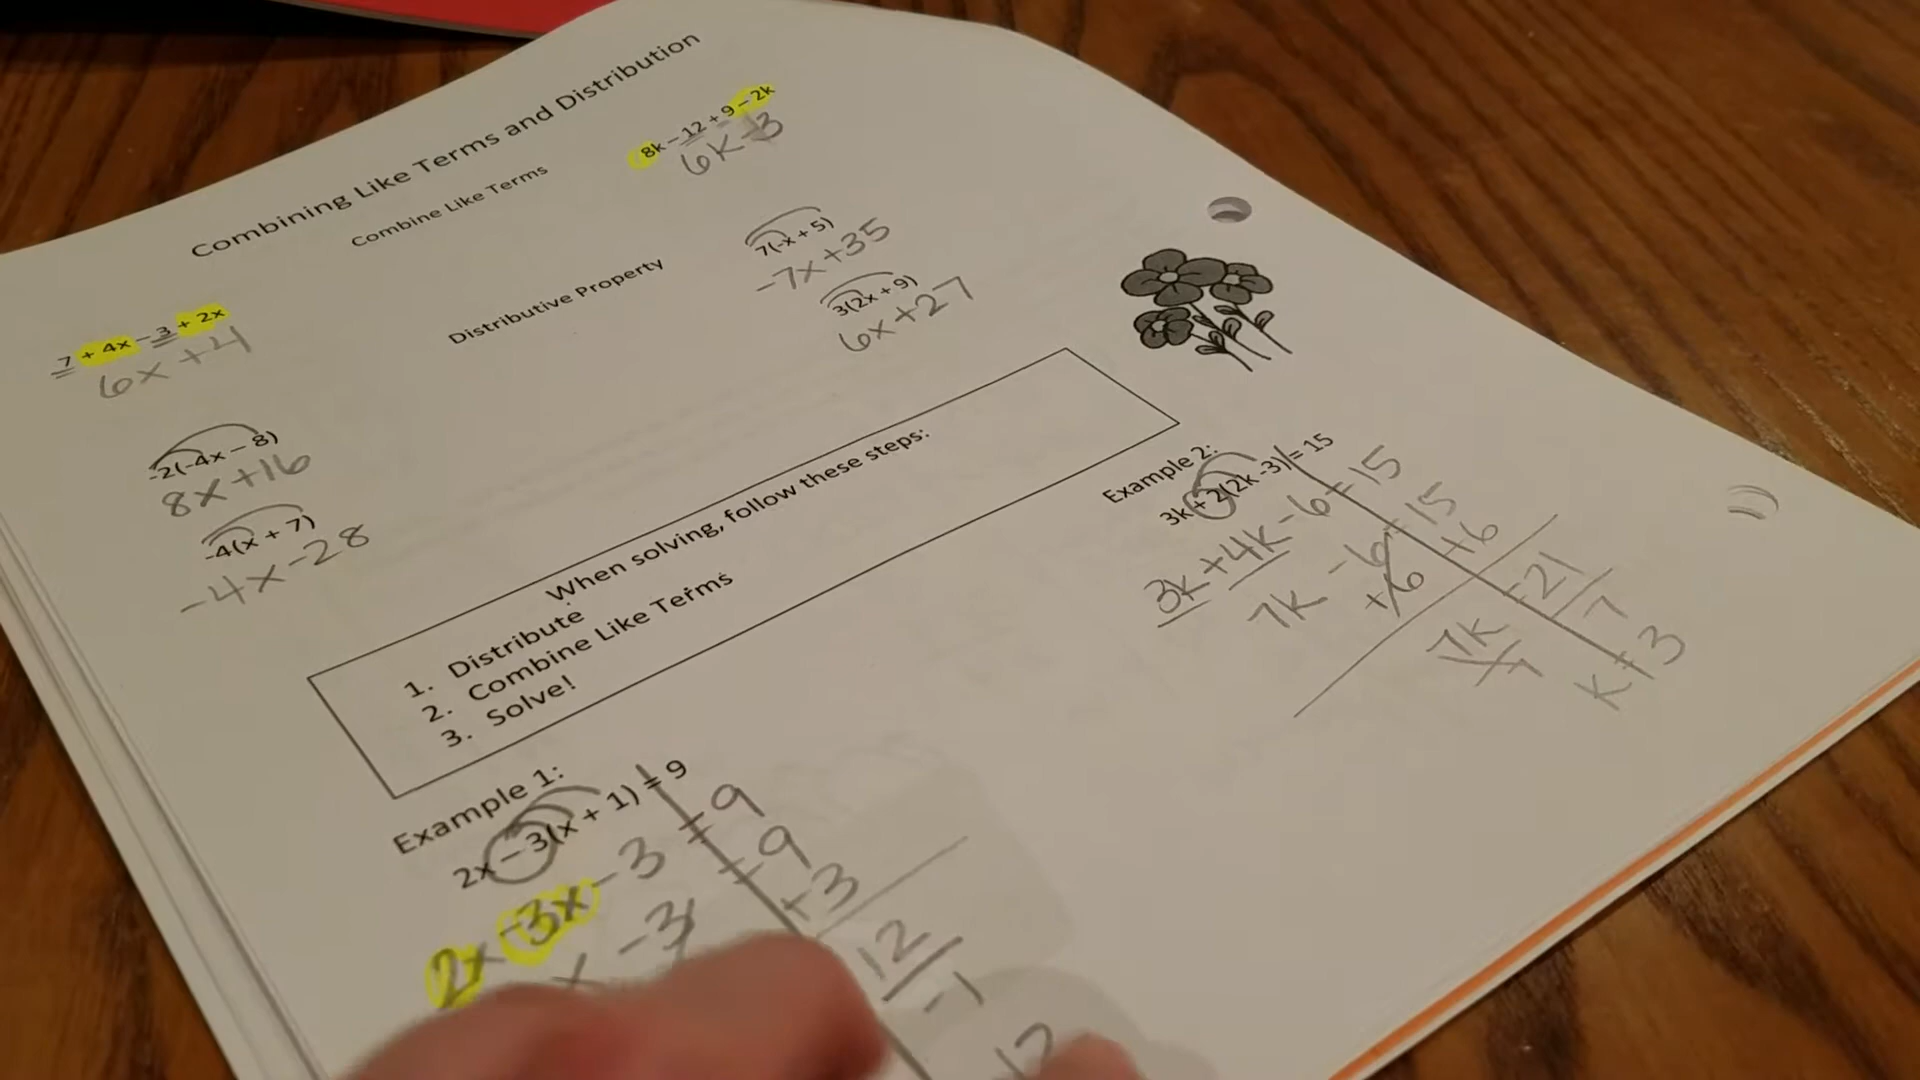 Combining Like Terms and Distribution
Combine Like Terms
7 + 4x − 3 + 2x
6x + 4
8k − 12 + 9 − 2k
6k - 3
Distributive Property
-2(-4x − 8)
8x + 16
-4(x + 7)
-4x - 28
7(-x + 5)
-7x + 35
3(2x + 9)
6x + 27
When solving, follow these steps:
1. Distribute
2. Combine Like Terms
3. Solve!
Example 1:
2x − 3(x + 1) = 9
2x - 3x - 3 = 9
x - 3 = 9
+3
12
-1
12
Example 2:
3k + 2(2k -3) = 15
3k + 4k - 6 = 15
7k - 6 = 15
+6 +6
7k = 21
7 7
k = 3